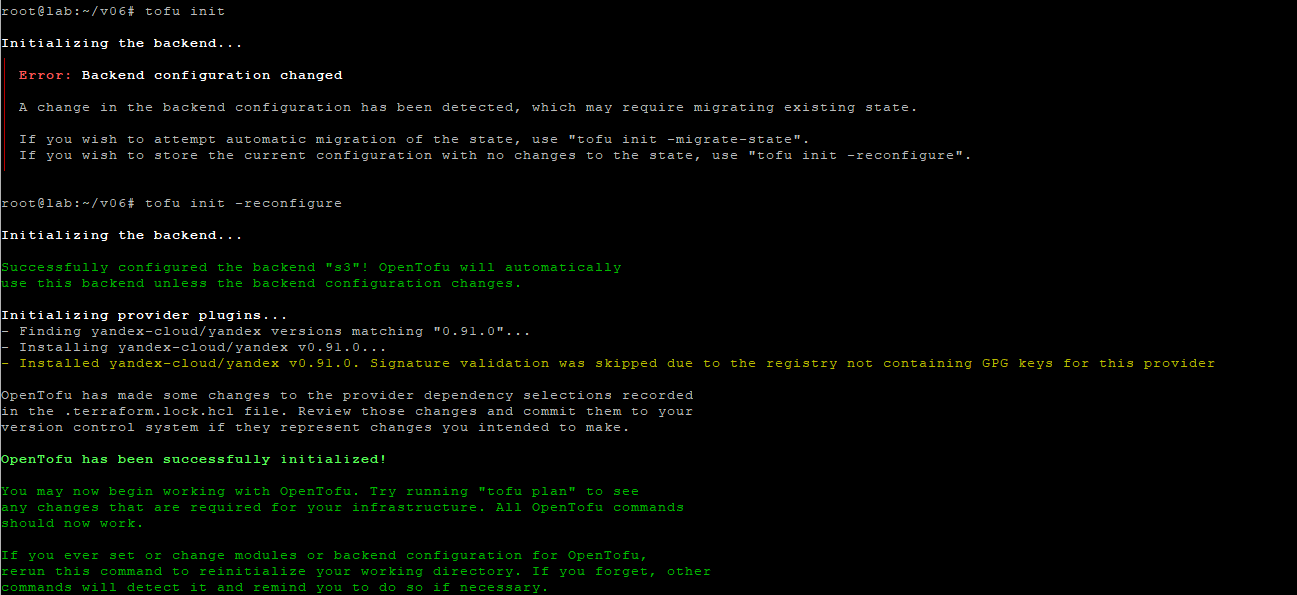 root@lab:~/v06# tofu init
Initializing the backend...
Error: Backend configuration changed
A change in the backend configuration has been detected, which may require migrating existing state.
If you wish to attempt automatic migration of the state, use "tofu init -migrate-state".
If you wish to store the current configuration with no changes to the state, use "tofu init -reconfigure".
root@lab:~/v06# tofu init -reconfigure
Initializing the backend...
Successfully configured the backend "s3"! OpenTofu will automatically
use this backend unless the backend configuration changes.
Initializing provider plugins...
- Finding yandex-cloud/yandex versions matching "0.91.0"...
- Installing yandex-cloud/yandex v0.91.0...
- Installed yandex-cloud/yandex v0.91.0. Signature validation was skipped due to the registry not containing GPG keys for this provider
OpenTofu has made some changes to the provider dependency selections recorded
in the .terraform.lock.hcl file. Review those changes and commit them to your
version control system if they represent changes you intended to make.
OpenTofu has been successfully initialized!
You may now begin working with OpenTofu. Try running "tofu plan" to see
any changes that are required for your infrastructure. All OpenTofu commands
should now work.
If you ever set or change modules or backend configuration for OpenTofu,
rerun this command to reinitialize your working directory. If you forget, other
commands will detect it and remind you to do so if necessary.